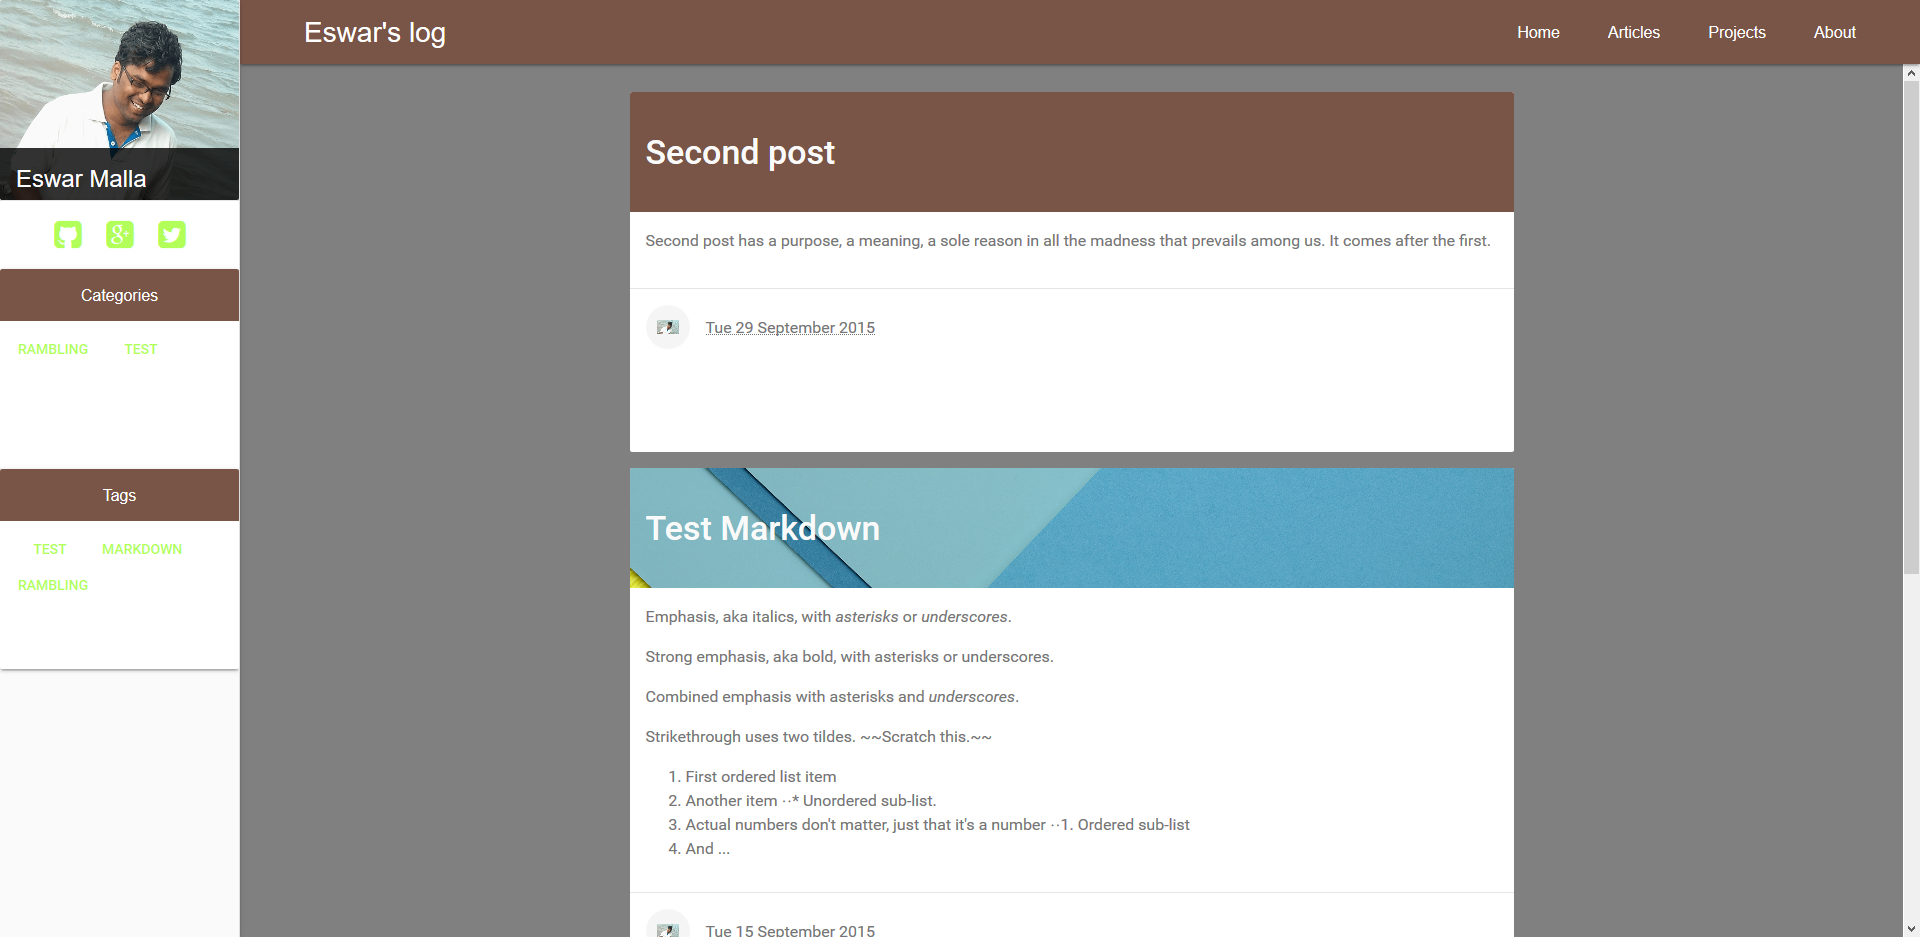 Eswar's log
Home
Articles
Projects
About
Eswar Malla
g+
Categories
RAMBLING
TEST
Tags
TEST
MARKDOWN
RAMBLING
Second post
Second post has a purpose, a meaning, a sole reason in all the madness that prevails among us. It comes after the first.
Tue 29 September 2015
Test Markdown
Emphasis, aka italics, with asterisks or underscores.
Strong emphasis, aka bold, with asterisks or underscores.
Combined emphasis with asterisks and underscores.
Strikethrough uses two tildes. ~~Scratch this.~~
1. First ordered list item
2. Another item ··* Unordered sub-list.
3. Actual numbers don't matter, just that it's a number ··1. Ordered sub-list
4. And ...
Tue 15 September 2015